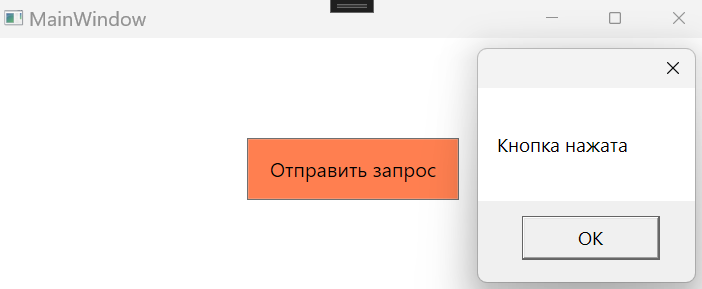 MainWindow
Отправить запрос
Кнопка нажата
OK